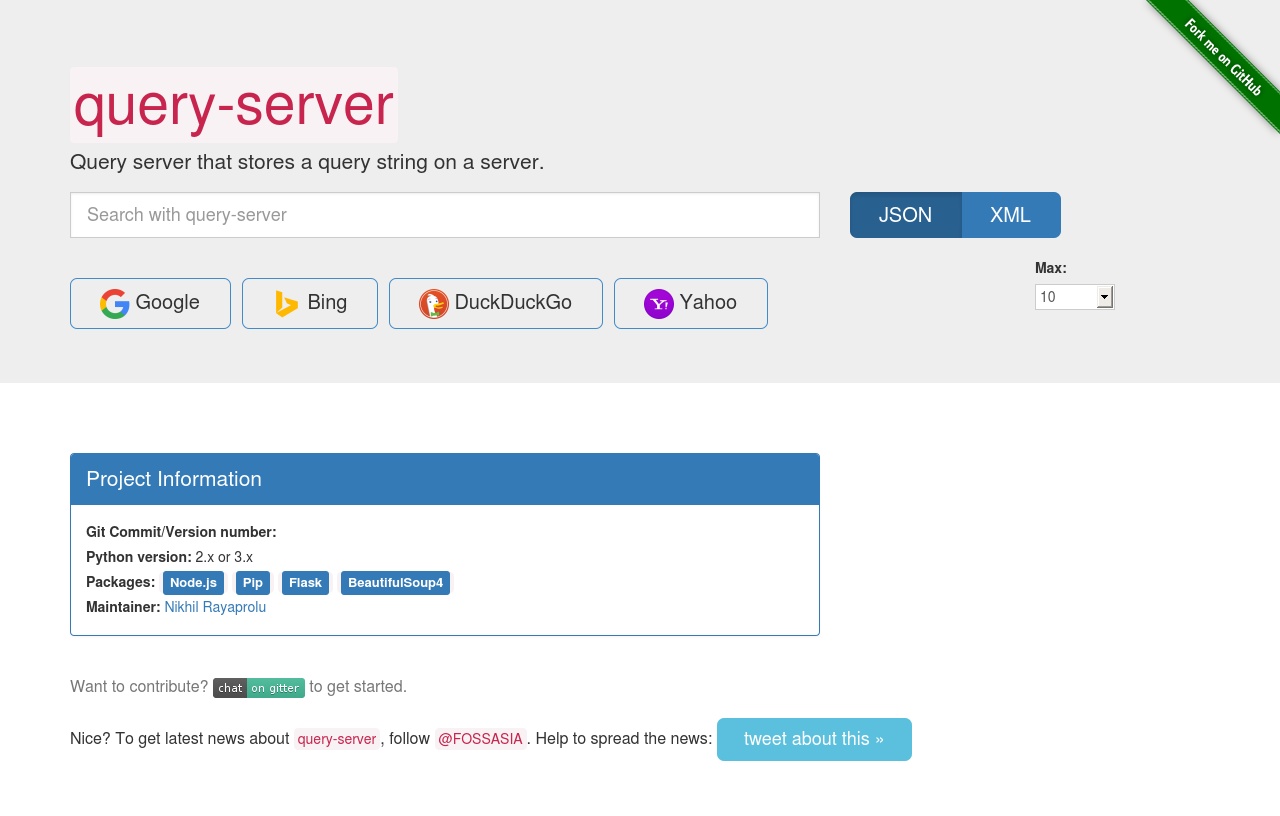 Fork me on GitHub
query-server
Query server that stores a query string on a server.
Search with query-server
JSON XML
Max:
10
Google Bing DuckDuckGo Yahoo
Project Information
Git Commit/Version number:
Python version: 2.x or 3.x
Packages: Node.js Pip Flask BeautifulSoup4
Maintainer: Nikhil Rayaprolu
Want to contribute? chat on gitter to get started.
Nice? To get latest news about query-server, follow @FOSSASIA. Help to spread the news: tweet about this »